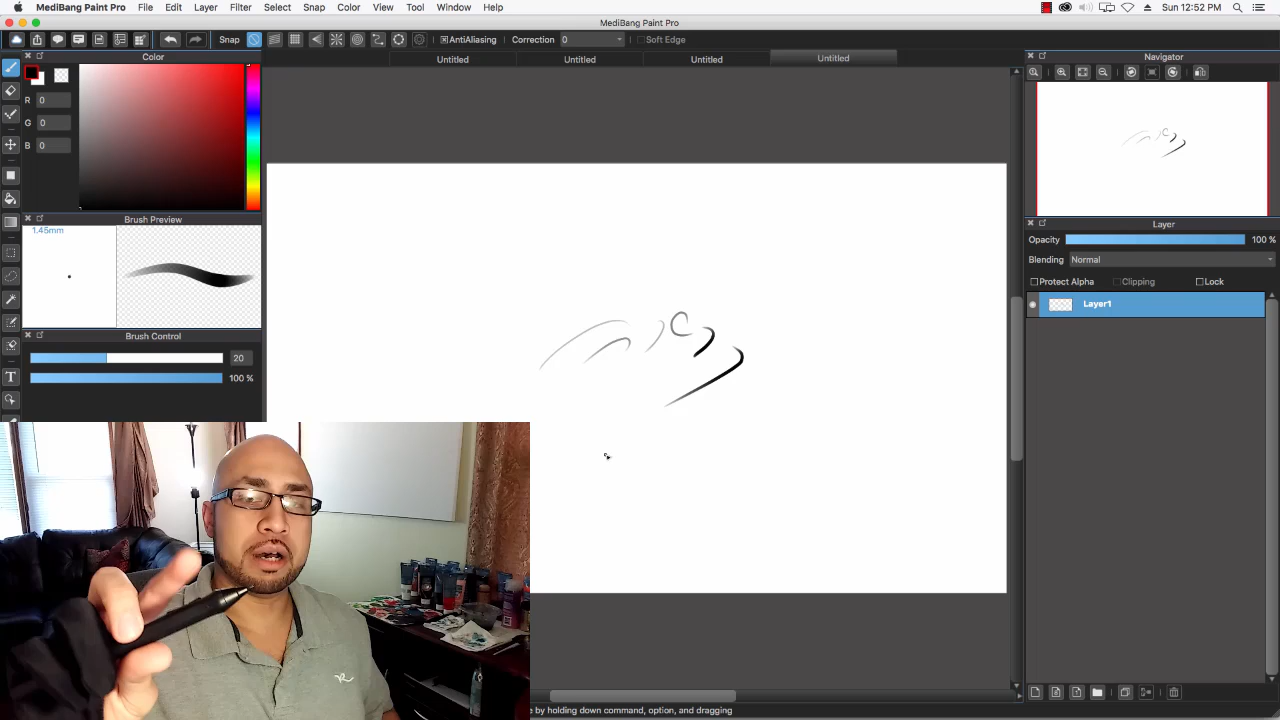 MediBang Paint Pro File Edit Layer Filter Select Snap Color View Tool Window Help Sun 12:52 PM
MediBang Paint Pro
Snap AntiAliasing Correction 0 Soft Edge
Color
Untitled Untitled Untitled Untitled
Navigator
R 0
G 0
B 0
Brush Preview
1.45mm
Layer
Opacity 100 %
Blending Normal
Protect Alpha Clipping Lock
Layer1
Brush Control
20
100 %
T
e by holding down command, option, and dragging